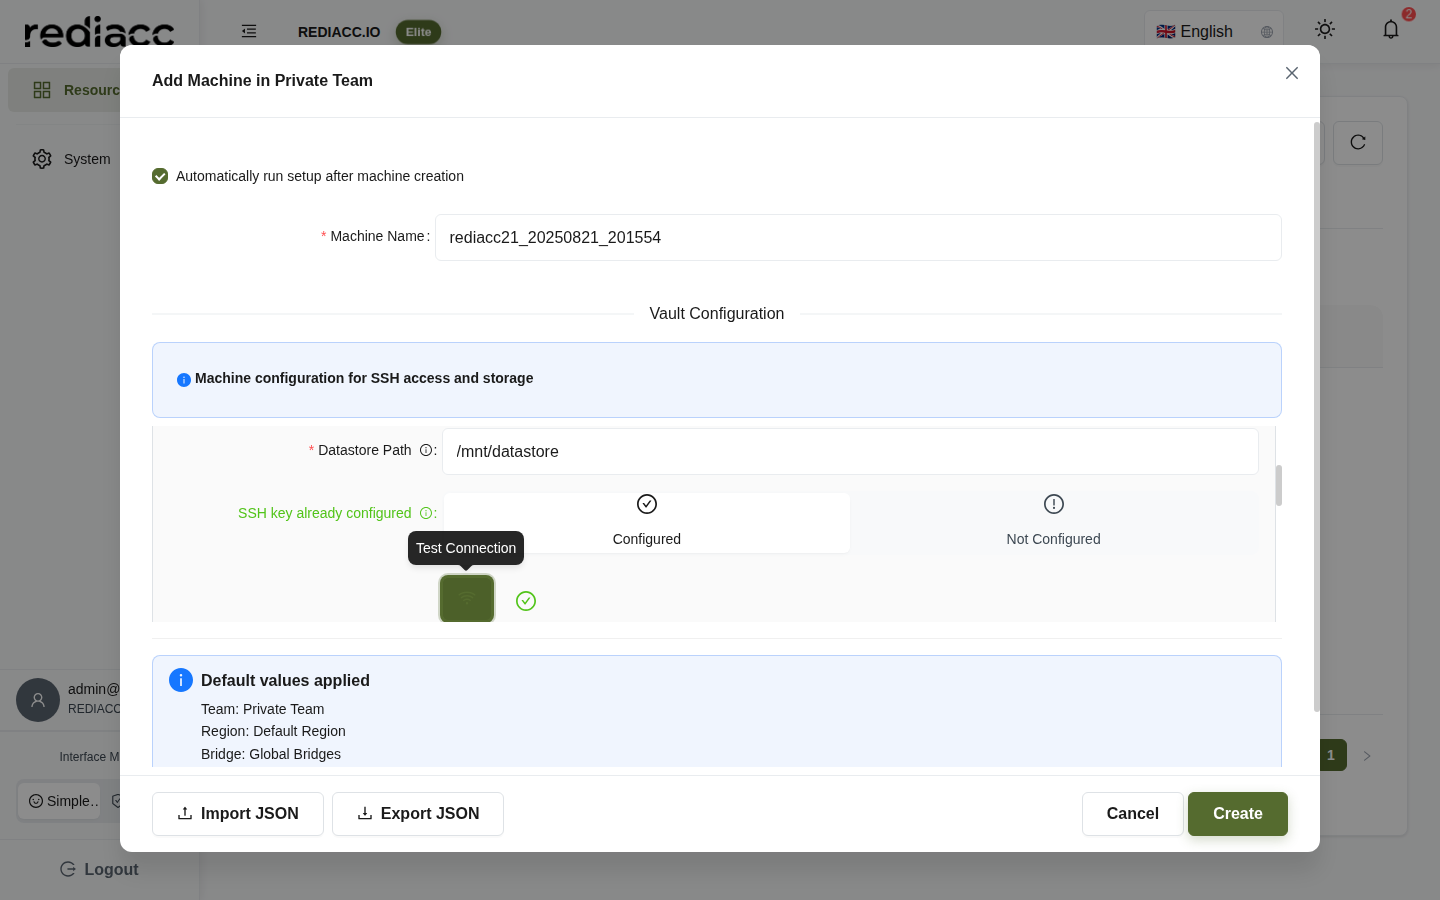 rediacc
REDIACC.IO
Elite
English
2
Resourc
System
Add Machine in Private Team
Automatically run setup after machine creation
* Machine Name:
rediacc21_20250821_201554
Vault Configuration
Machine configuration for SSH access and storage
* Datastore Path :
/mnt/datastore
SSH key already configured :
Configured
Not Configured
Test Connection
Default values applied
Team: Private Team
Region: Default Region
Bridge: Global Bridges
admin@
REDIACC
Interface M
Simple...
1
Import JSON
Export JSON
Cancel
Create
Logout